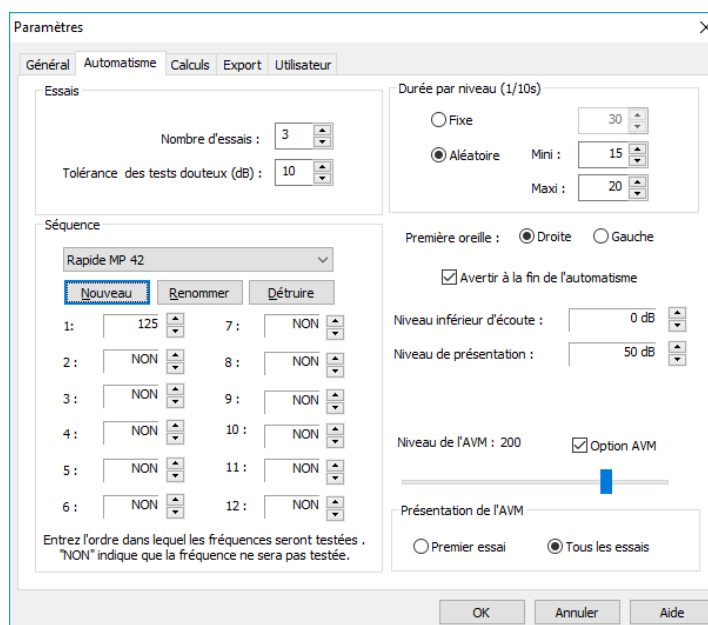 Paramètres
Général Automatisme Calculs Export Utilisateur
Essais
Nombre d'essais : 3
Tolérance des tests douteux (dB) : 10
Séquence
Rapide MP 42
Nouveau Renommer Détruire
1: 125 7 : NON
2 : NON 8 : NON
3 : NON 9 : NON
4 : NON 10 : NON
5 : NON 11 : NON
6 : NON 12 : NON
Entrez l'ordre dans lequel les fréquences seront testées .
"NON" indique que la fréquence ne sera pas testée.
Durée par niveau (1/10s)
Fixe 30
Aléatoire Mini : 15
Maxi : 20
Première oreille : Droite Gauche
Avertir à la fin de l'automatisme
Niveau inférieur d'écoute : 0 dB
Niveau de présentation : 50 dB
Niveau de l'AVM : 200 Option AVM
Présentation de l'AVM
Premier essai Tous les essais
OK Annuler Aide